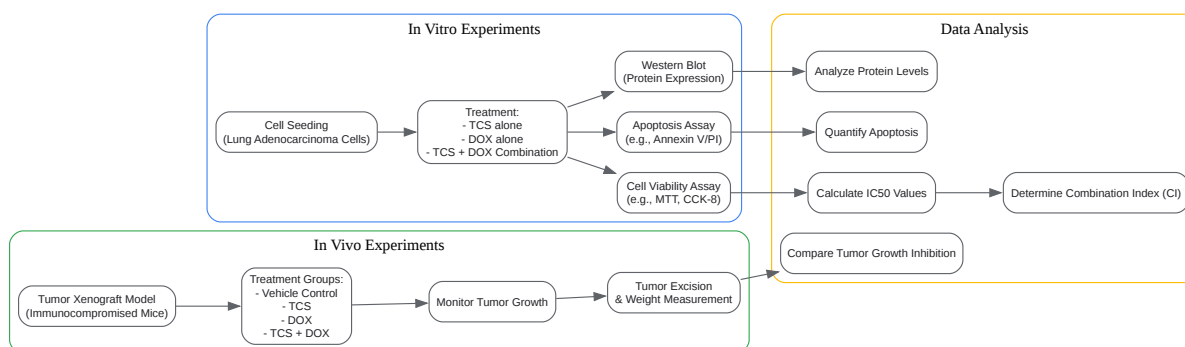 In Vitro Experiments
Cell Seeding
(Lung Adenocarcinoma Cells)
Treatment:
- TCS alone
- DOX alone
- TCS + DOX Combination
Western Blot
(Protein Expression)
Apoptosis Assay
(e.g., Annexin V/PI)
Cell Viability Assay
(e.g., MTT, CCK-8)
Data Analysis
Analyze Protein Levels
Quantify Apoptosis
Calculate IC50 Values
Determine Combination Index (CI)
Compare Tumor Growth Inhibition
In Vivo Experiments
Tumor Xenograft Model
(Immunocompromised Mice)
Treatment Groups:
- Vehicle Control
- TCS
- DOX
- TCS + DOX
Monitor Tumor Growth
Tumor Excision
& Weight Measurement